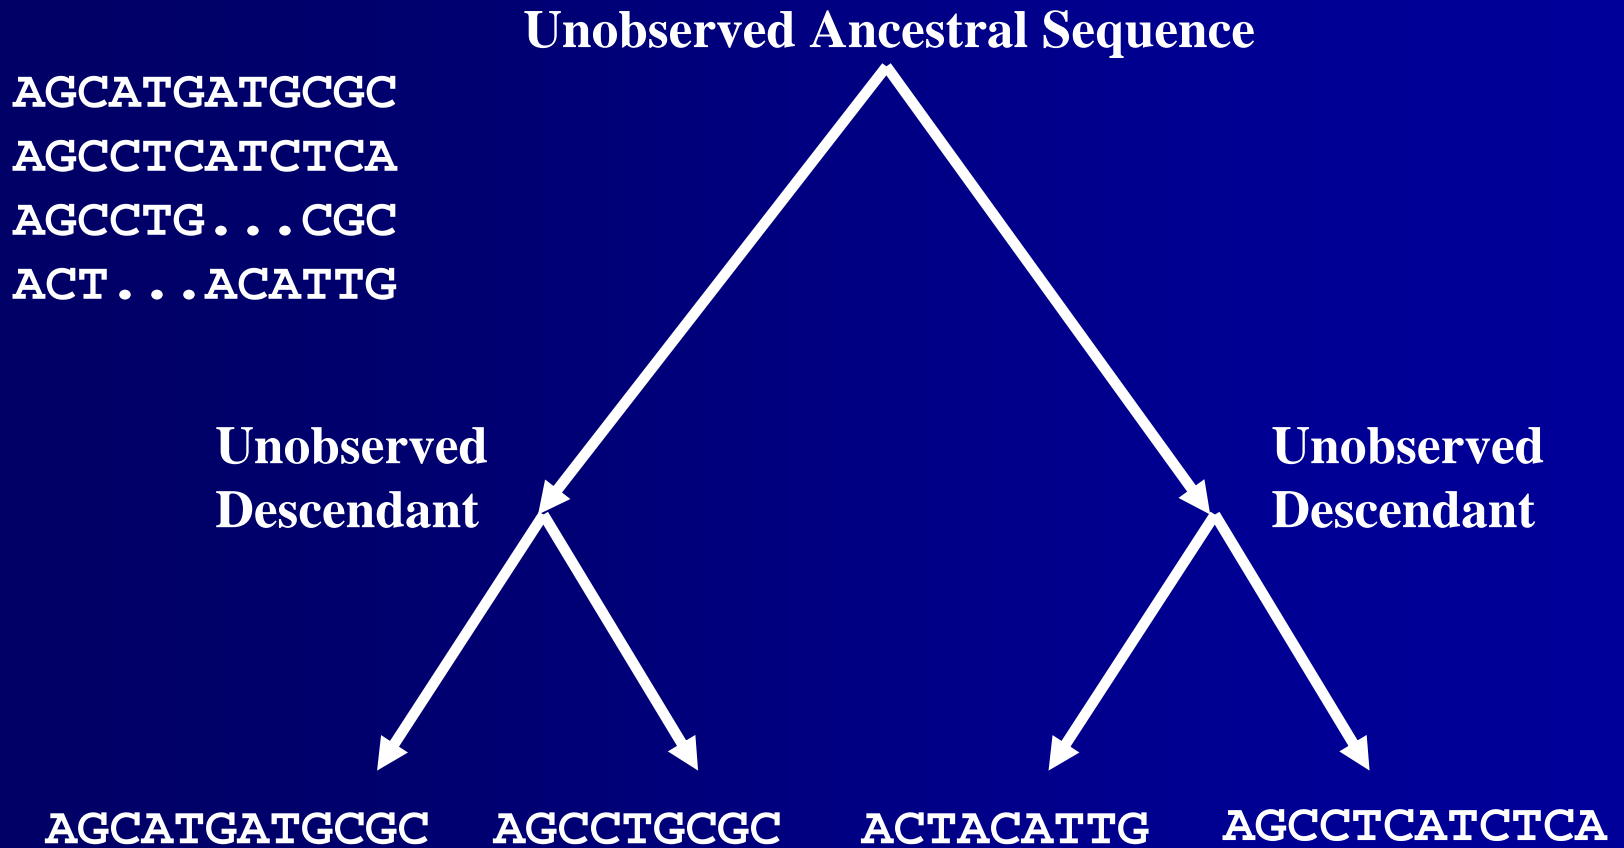 Unobserved Ancestral Sequence
AGCATGATGCGC
AGCCTCATCTCA
AGCCTG...CGC
ACT...ACATTG
Unobserved
Descendant
Unobserved
Descendant
AGCATGATGCGC
AGCCTGCGC
ACTACATTG
AGCCTCATCTCA